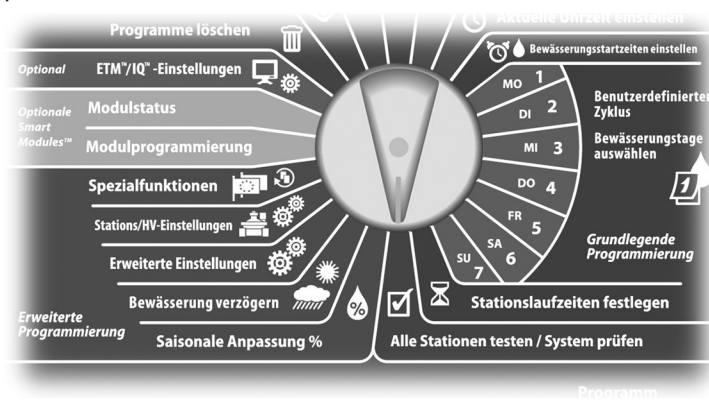 Programme löschen
Aktuelle Uhrzeit einstellen
Bewässerungsstartzeiten einstellen
Optional
ETM™/IQ™ -Einstellungen
MO 1
DI 2
MI 3
DO 4
FR 5
SA 6
SU 7
Benutzerdefinierter
Zyklus
Bewässerungstage
auswählen
1
Optionale
Smart
Modules™
Modulstatus
Modulprogrammierung
Spezialfunktionen
Stations/HV-Einstellungen
Erweiterte Einstellungen
Grundlegende
Programmierung
Bewässerung verzögern
Stationslaufzeiten festlegen
Erweiterte
Programmierung
Saisonale Anpassung %
%
Alle Stationen testen / System prüfen
Programm